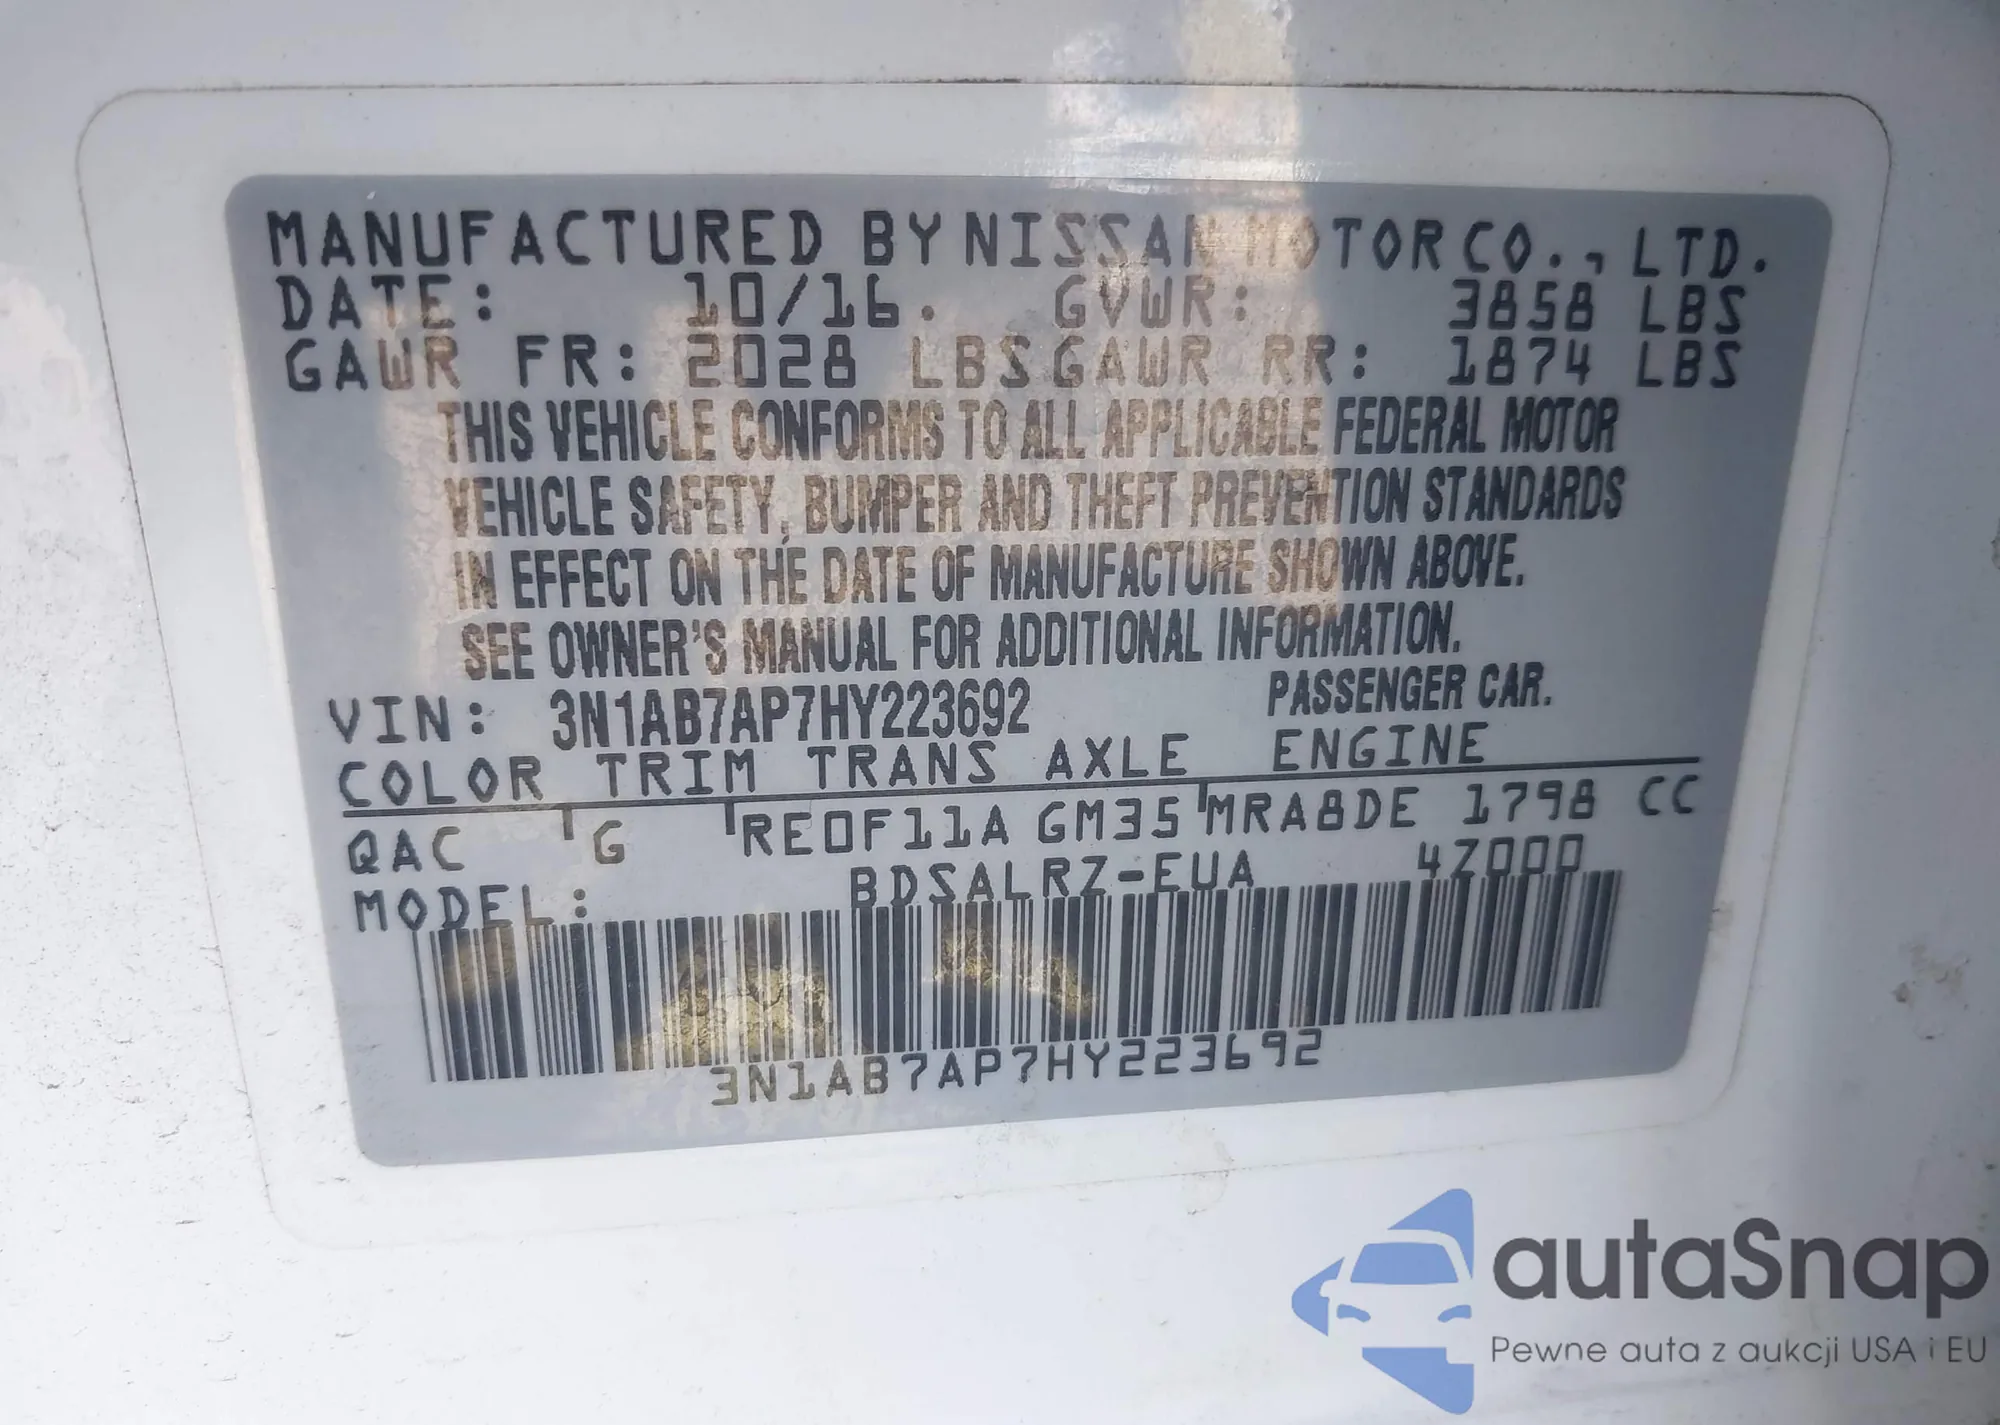 MANUFACTURED BY NISSAN MOTOR CO., LTD.
DATE: 10/16. GVWR: 3858 LBS
GAWR FR: 2028 LBS GAWR RR: 1874 LBS
THIS VEHICLE CONFORMS TO ALL APPLICABLE FEDERAL MOTOR
VEHICLE SAFETY, BUMPER AND THEFT PREVENTION STANDARDS
IN EFFECT ON THE DATE OF MANUFACTURE SHOWN ABOVE.
SEE OWNER'S MANUAL FOR ADDITIONAL INFORMATION.
VIN: 3N1AB7AP7HY223692 PASSENGER CAR.
COLOR TRIM TRANS AXLE ENGINE
QAC G RE0F11A GM35 MRA8DE 1798 CC
MODEL: BDSALRZ-EUA 4Z000
3N1AB7AP7HY223692
autaSnap
Pewne auta z aukcji USA i EU